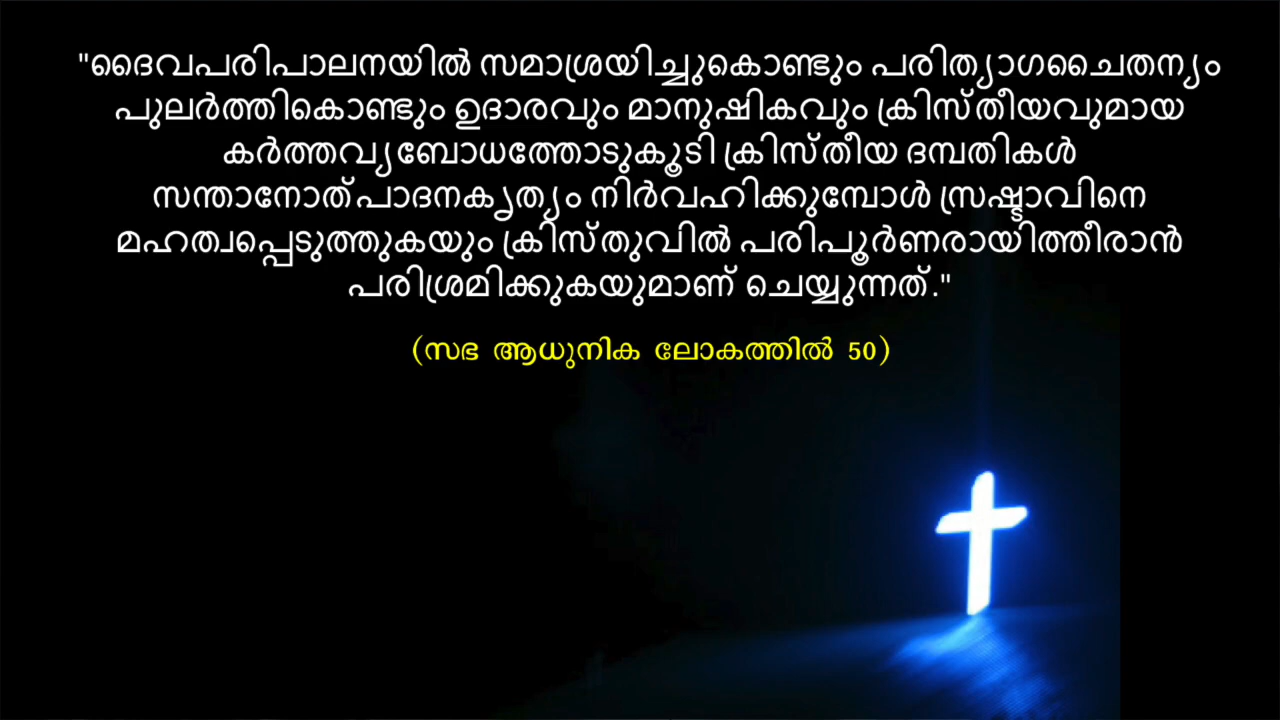 "ദൈവപരിപാലനയിൽ സമാശ്രയിച്ചുകൊണ്ടും പരിത്യാഗചൈതന്യം
പുലർത്തികൊണ്ടും ഉദാരവും മാനുഷികവും ക്രിസ്തീയവുമായ
കർത്തവ്യബോധത്തോടുകൂടി ക്രിസ്തീയ ദമ്പതികൾ
സന്താനോത്പാദനകൃത്യം നിർവഹിക്കുമ്പോൾ സ്രഷ്ടാവിനെ
മഹത്വപ്പെടുത്തുകയും ക്രിസ്തുവിൽ പരിപൂർണരായിത്തീരാൻ
പരിശ്രമിക്കുകയുമാണ് ചെയ്യുന്നത്."
(സഭ ആധുനിക ലോകത്തിൽ 50)